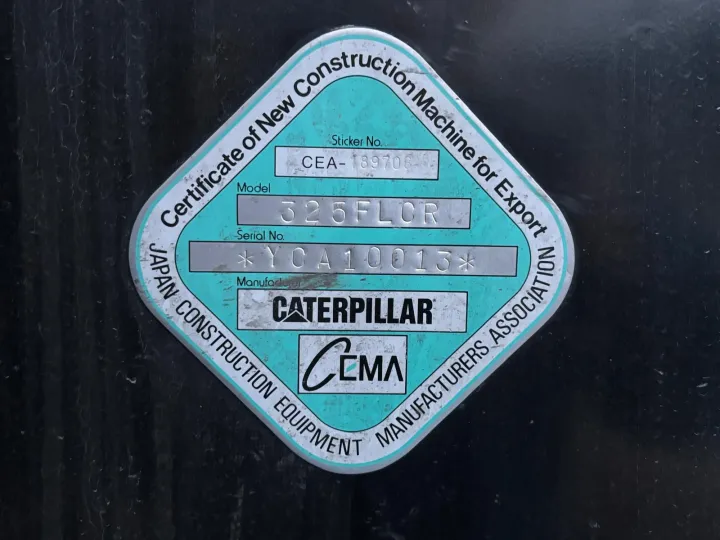 Certificate of New Construction Machine for Export
Sticker No.
CEA-
Model
325FLCR
Serial No.
*YCA10013*
Manufacturer
CATERPILLAR
CEMA
JAPAN CONSTRUCTION EQUIPMENT MANUFACTURERS ASSOCIATION